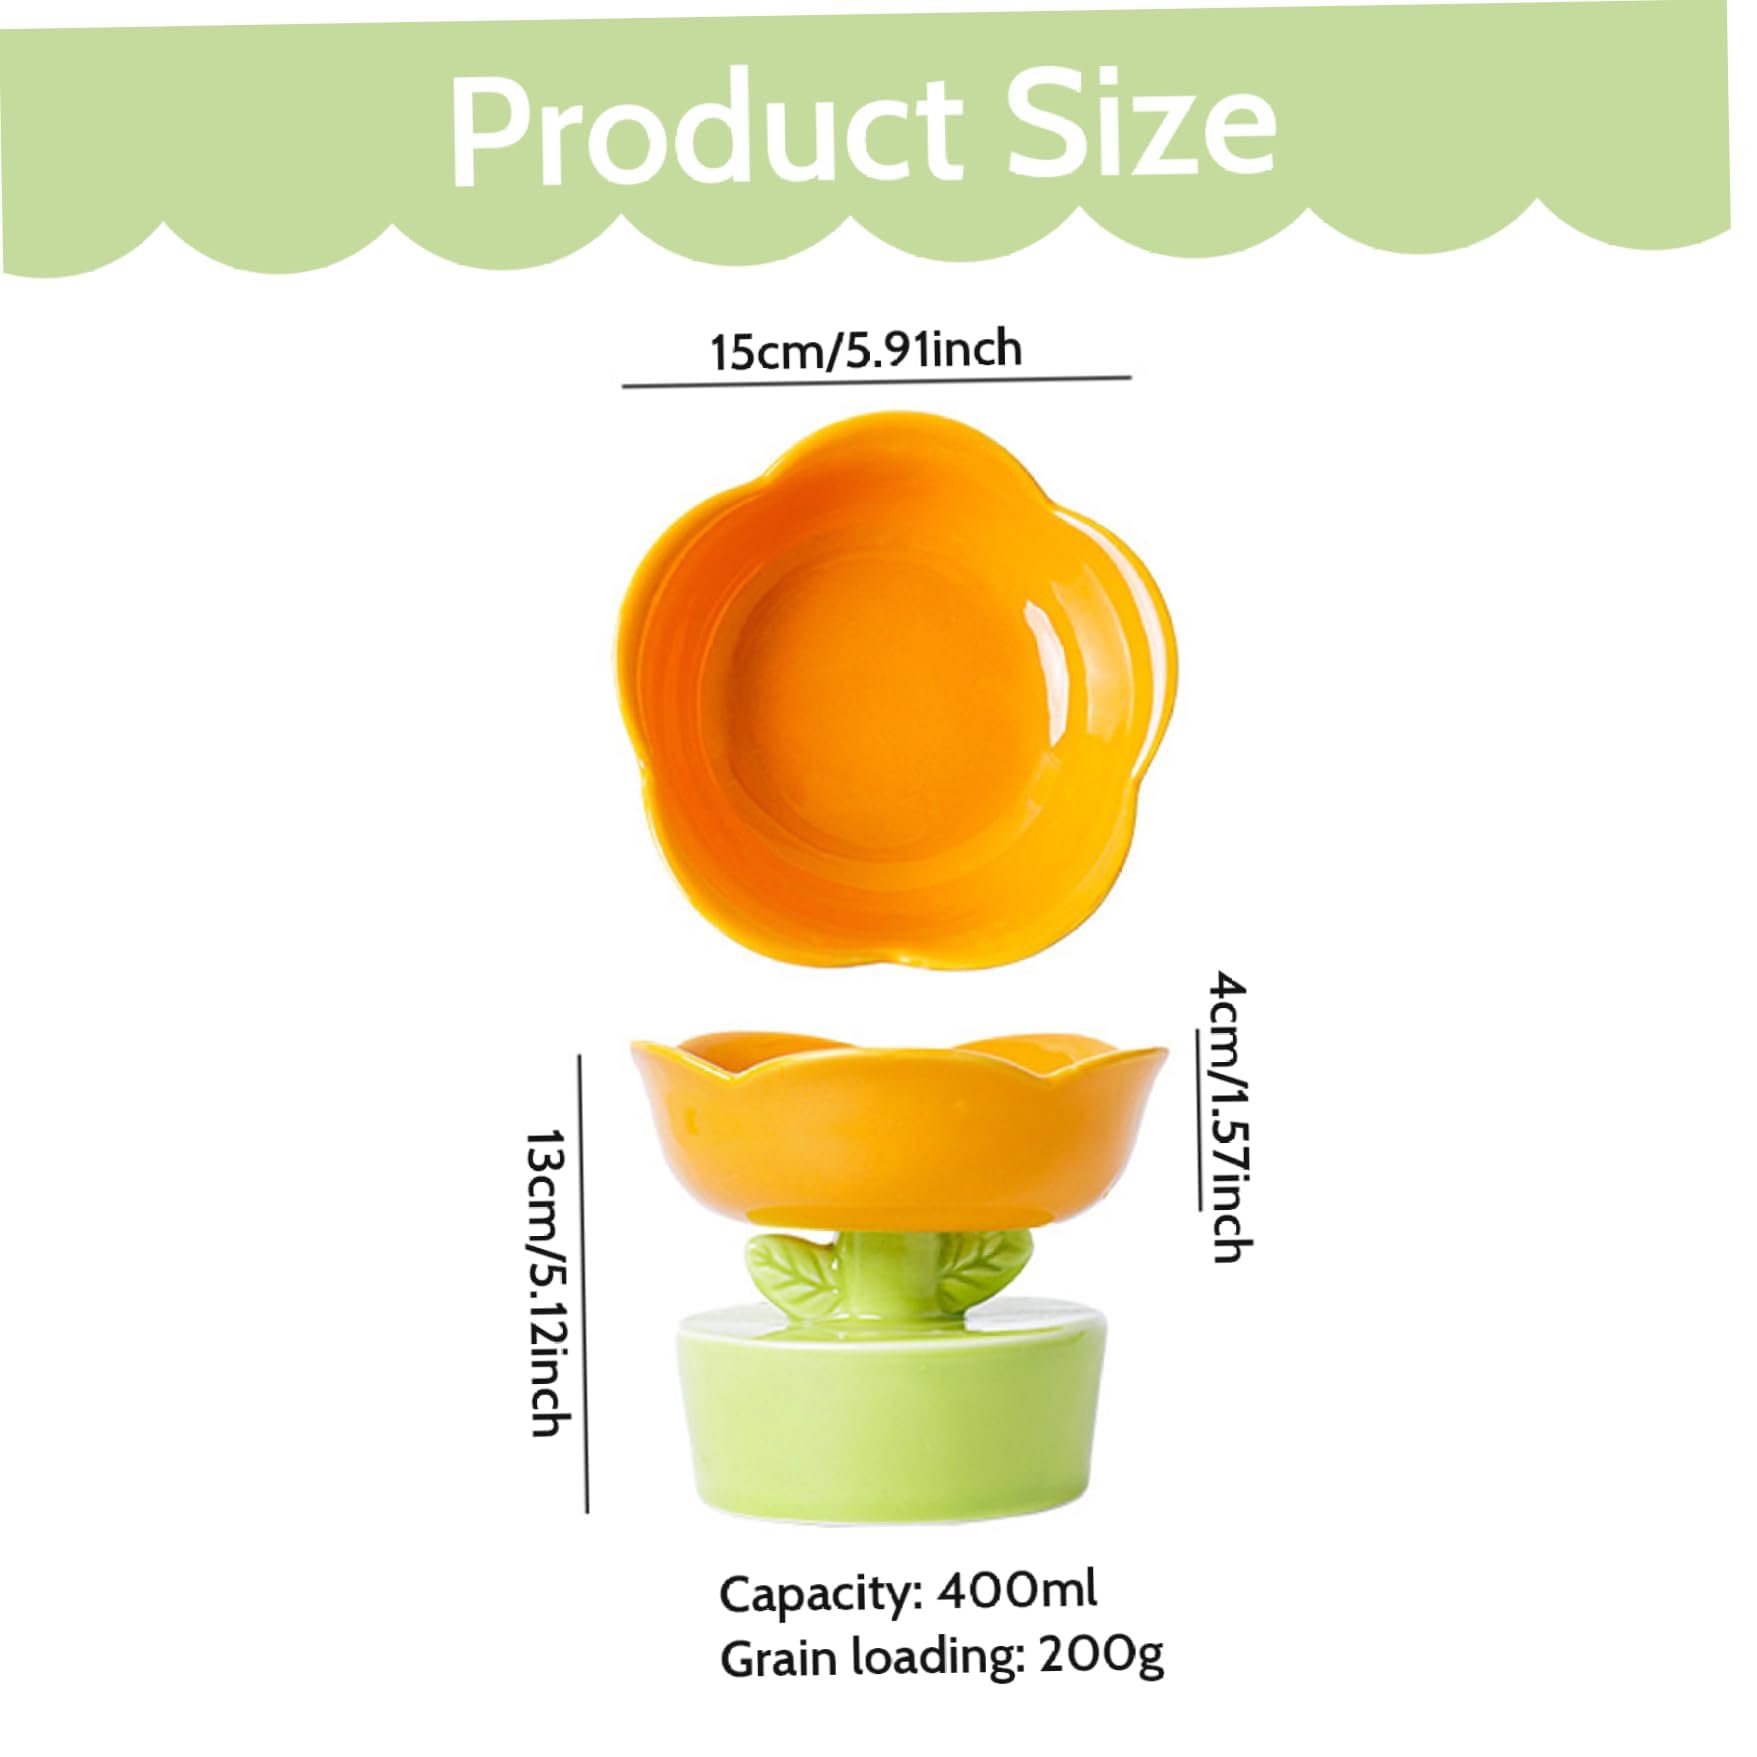 Product Size
15cm/5.91inch
4cm/1.57inch
13cm/5.12inch
Capacity: 400ml
Grain loading: 200g